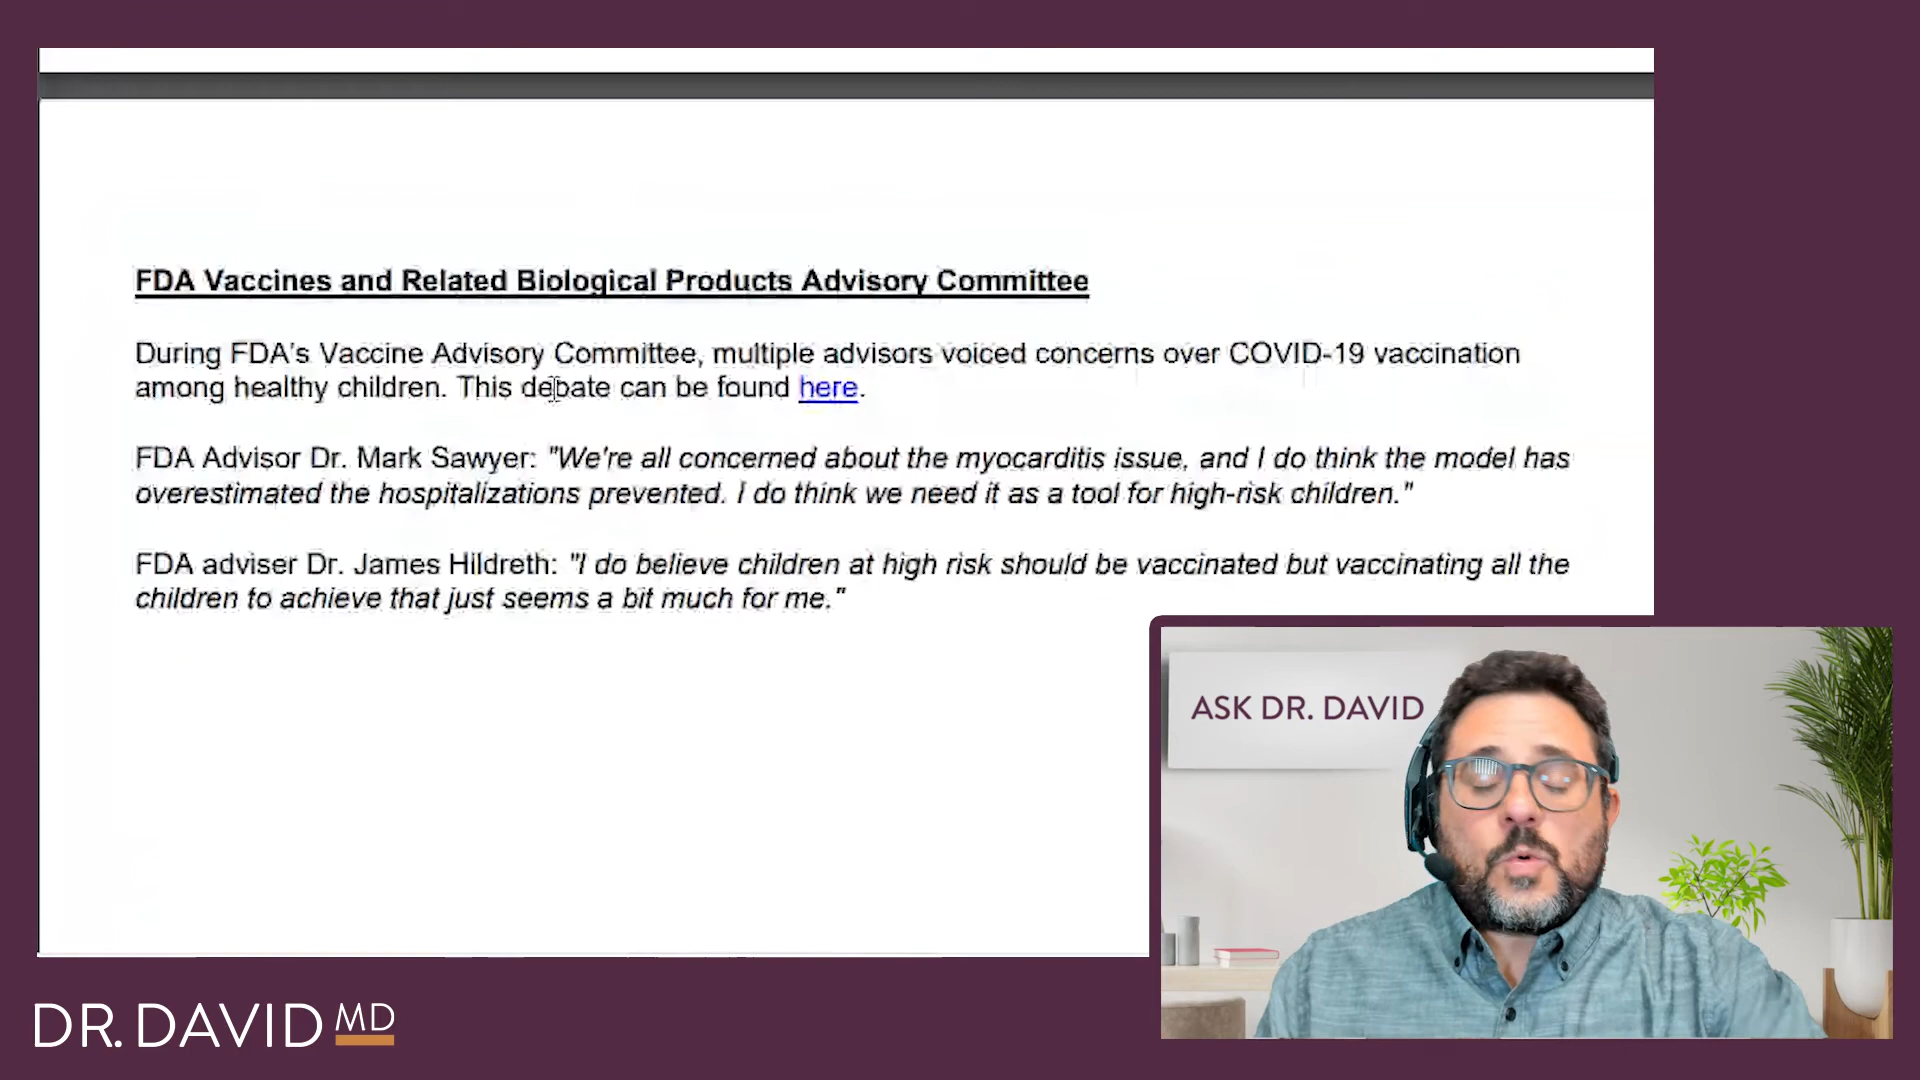 FDA Vaccines and Related Biological Products Advisory Committee
During FDA's Vaccine Advisory Committee, multiple advisors voiced concerns over COVID-19 vaccination
among healthy children. This debate can be found here.
FDA Advisor Dr. Mark Sawyer: "We're all concerned about the myocarditis issue, and I do think the model has
overestimated the hospitalizations prevented. I do think we need it as a tool for high-risk children."
FDA adviser Dr. James Hildreth: "I do believe children at high risk should be vaccinated but vaccinating all the
children to achieve that just seems a bit much for me."
ASK DR. DAVID
DR. DAVID MD